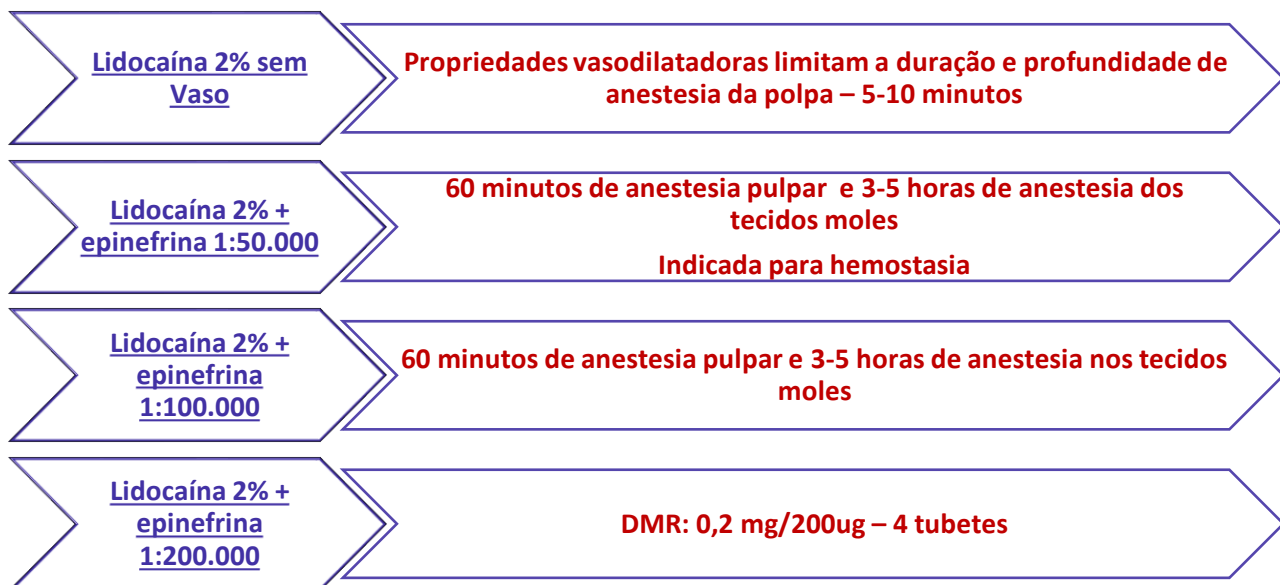 Lidocaína 2% sem
Vaso
Propriedades vasodilatadoras limitam a duração e profundidade de
anestesia da polpa – 5-10 minutos
Lidocaína 2% +
epinefrina 1:50.000
60 minutos de anestesia pulpar e 3-5 horas de anestesia dos
tecidos moles
Indicada para hemostasia
Lidocaína 2% +
epinefrina
1:100.000
60 minutos de anestesia pulpar e 3-5 horas de anestesia nos tecidos
moles
Lidocaína 2% +
epinefrina
1:200.000
DMR: 0,2 mg/200ug – 4 tubetes